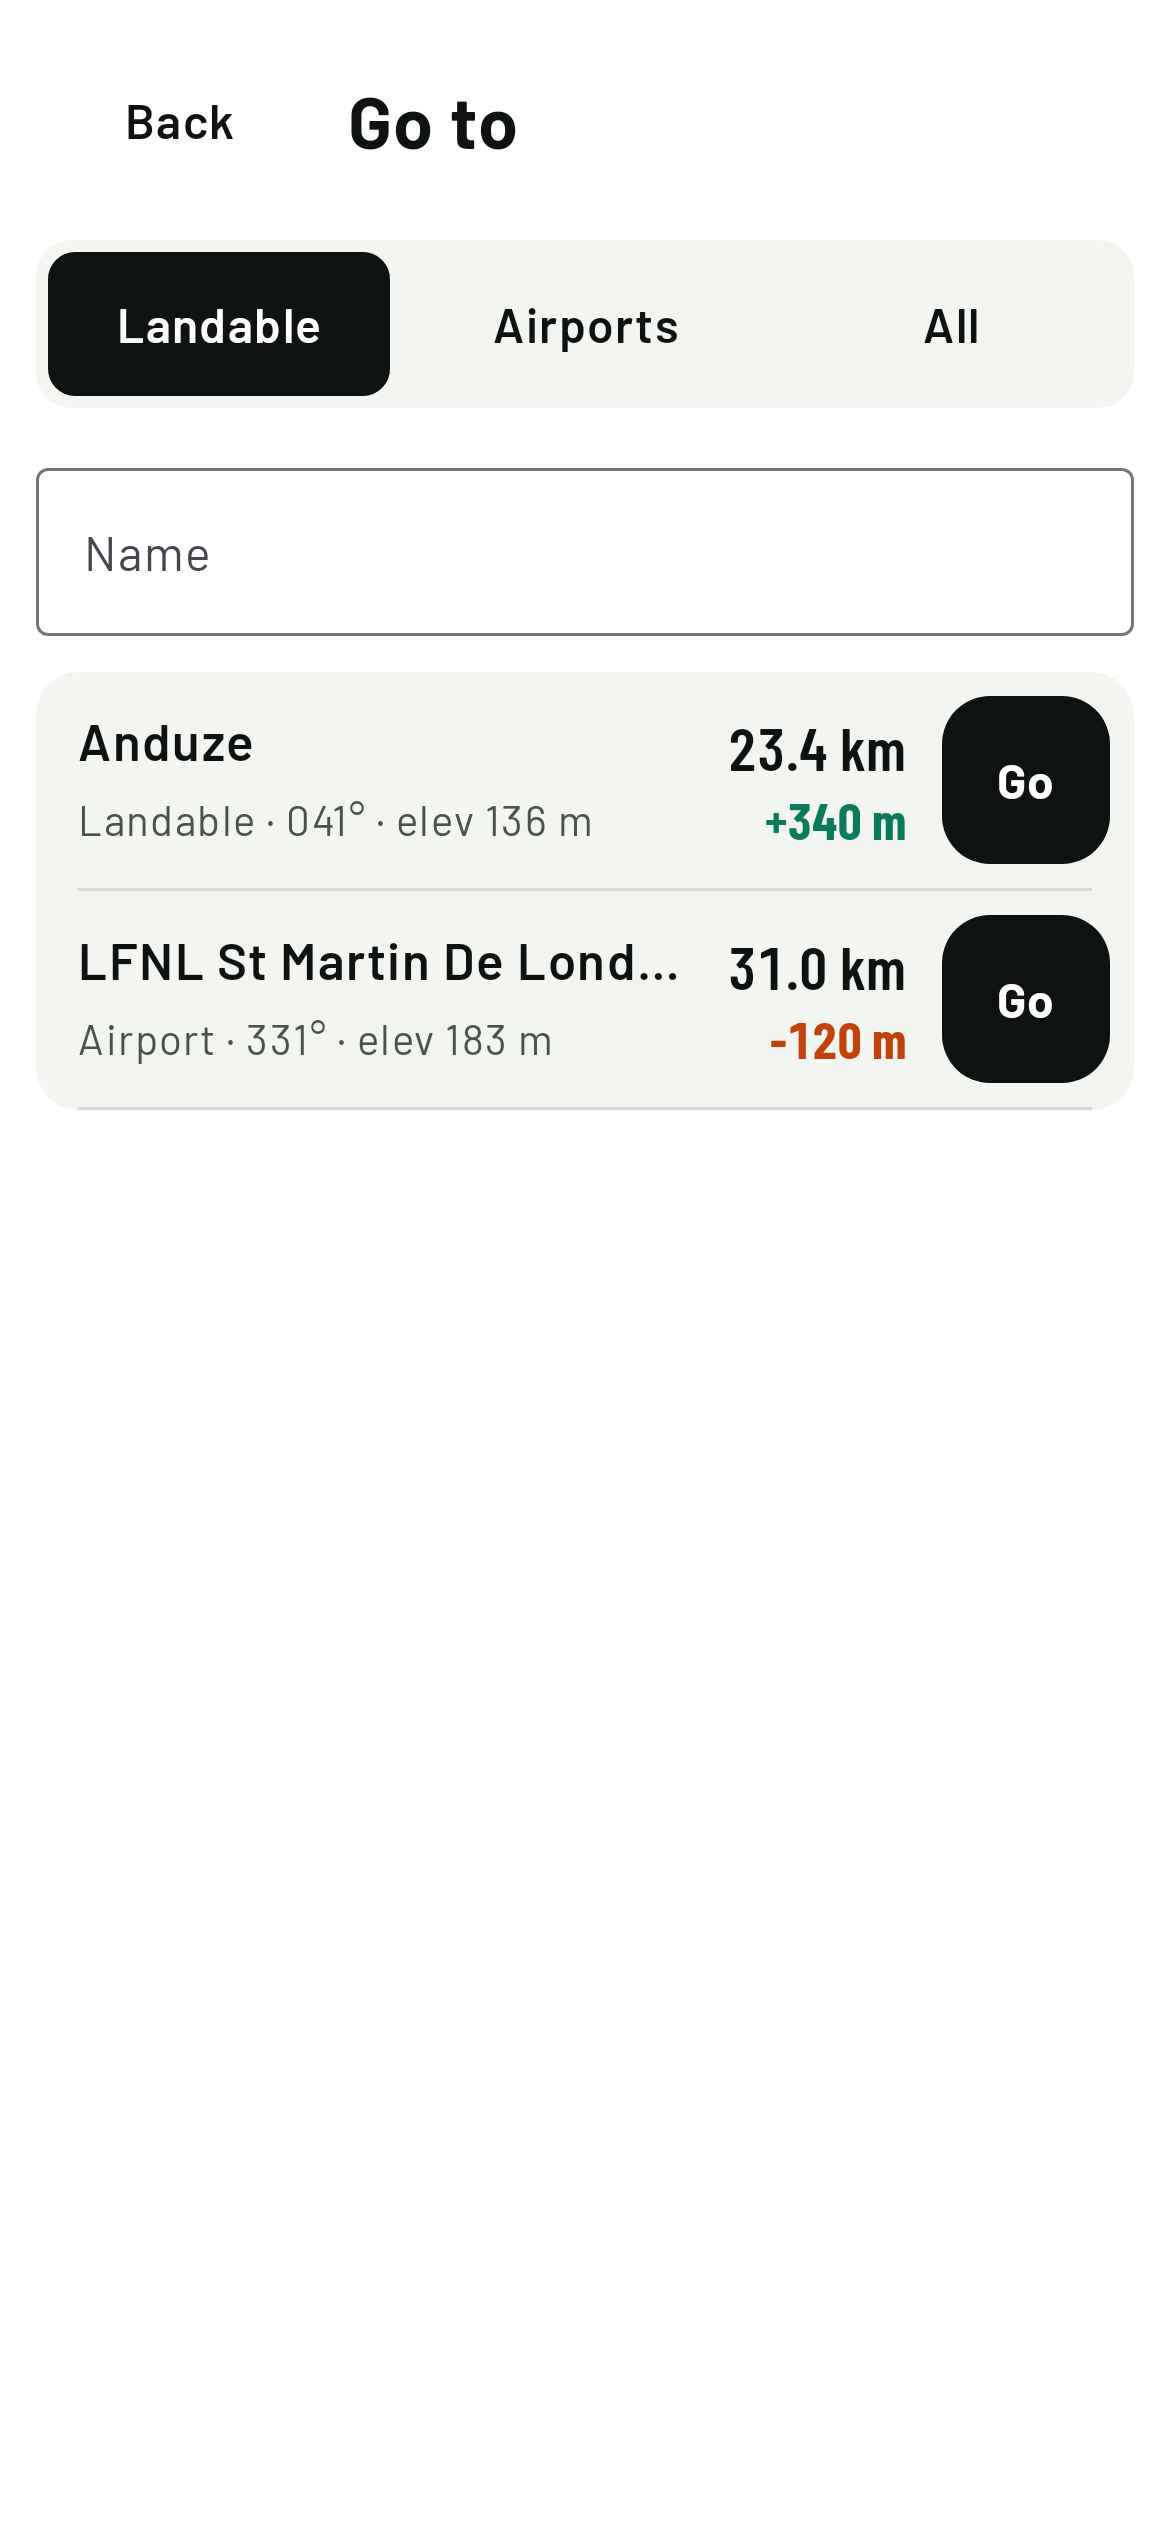 Back Go to
Landable Airports All
Name
Anduze 23.4 km Go
Landable · 041° · elev 136 m +340 m
LFNL St Martin De Lond... 31.0 km Go
Airport · 331° · elev 183 m -120 m